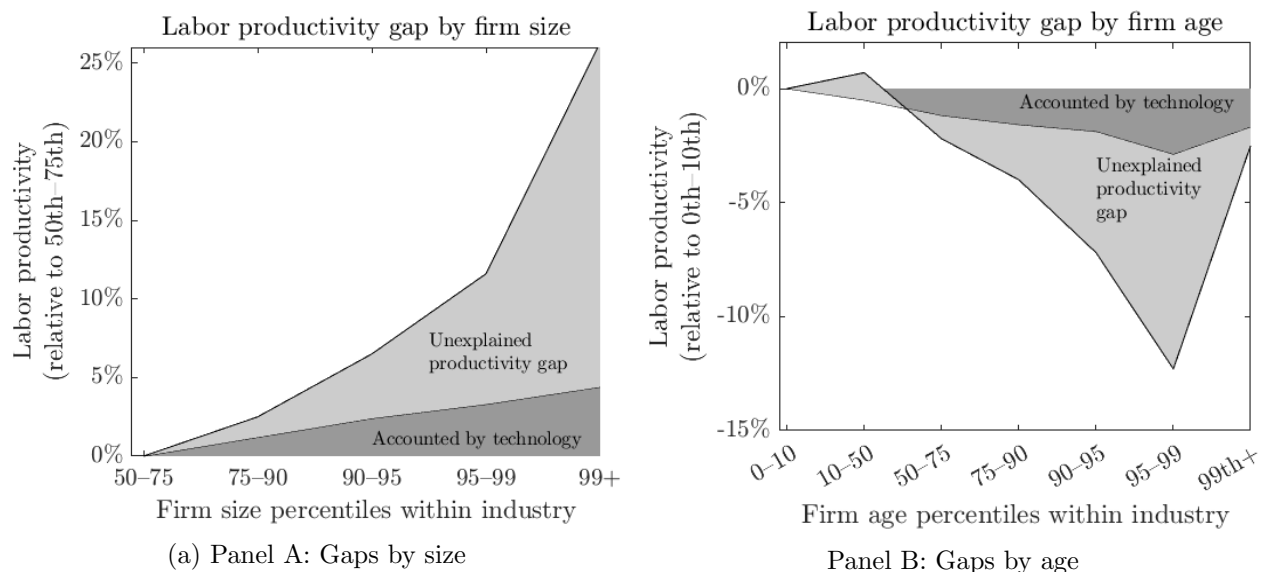 Labor productivity gap by firm size
25%
20%
15%
10%
5%
0%
Labor productivity
(relative to 50th–75th)
Unexplained
productivity gap
Accounted by technology
50–75 75–90 90–95 95–99 99+
Firm size percentiles within industry
(a) Panel A: Gaps by size
Labor productivity gap by firm age
0%
-5%
-10%
-15%
Labor productivity
(relative to 0th–10th)
Accounted by technology
Unexplained
productivity
gap
0–10 10–50 50–75 75–90 90–95 95–99 99th+
Firm age percentiles within industry
Panel B: Gaps by age